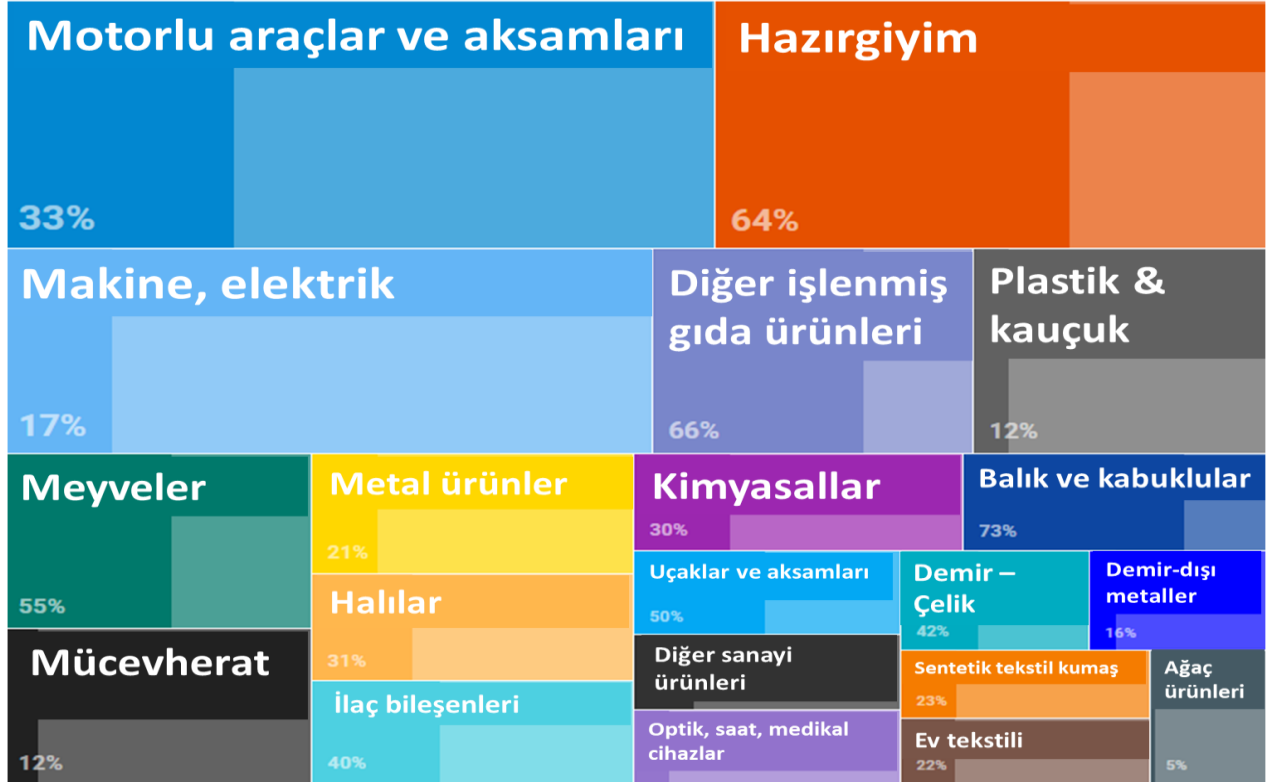 Motorlu araçlar ve aksamları
33%
Hazırgiyim
64%
Makine, elektrik
17%
Diğer işlenmiş
gıda ürünleri
66%
Plastik &
kauçuk
12%
Meyveler
55%
Metal ürünler
21%
Kimyasallar
30%
Balık ve kabuklular
73%
Halılar
31%
Uçaklar ve aksamları
50%
Demir –
Çelik
42%
Demir-dışı
metaller
16%
Mücevherat
12%
İlaç bileşenleri
40%
Diğer sanayi
ürünleri
Optik, saat, medikal
cihazlar
Sentetik tekstil kumaş
23%
Ev tekstili
22%
Ağaç
ürünleri
5%